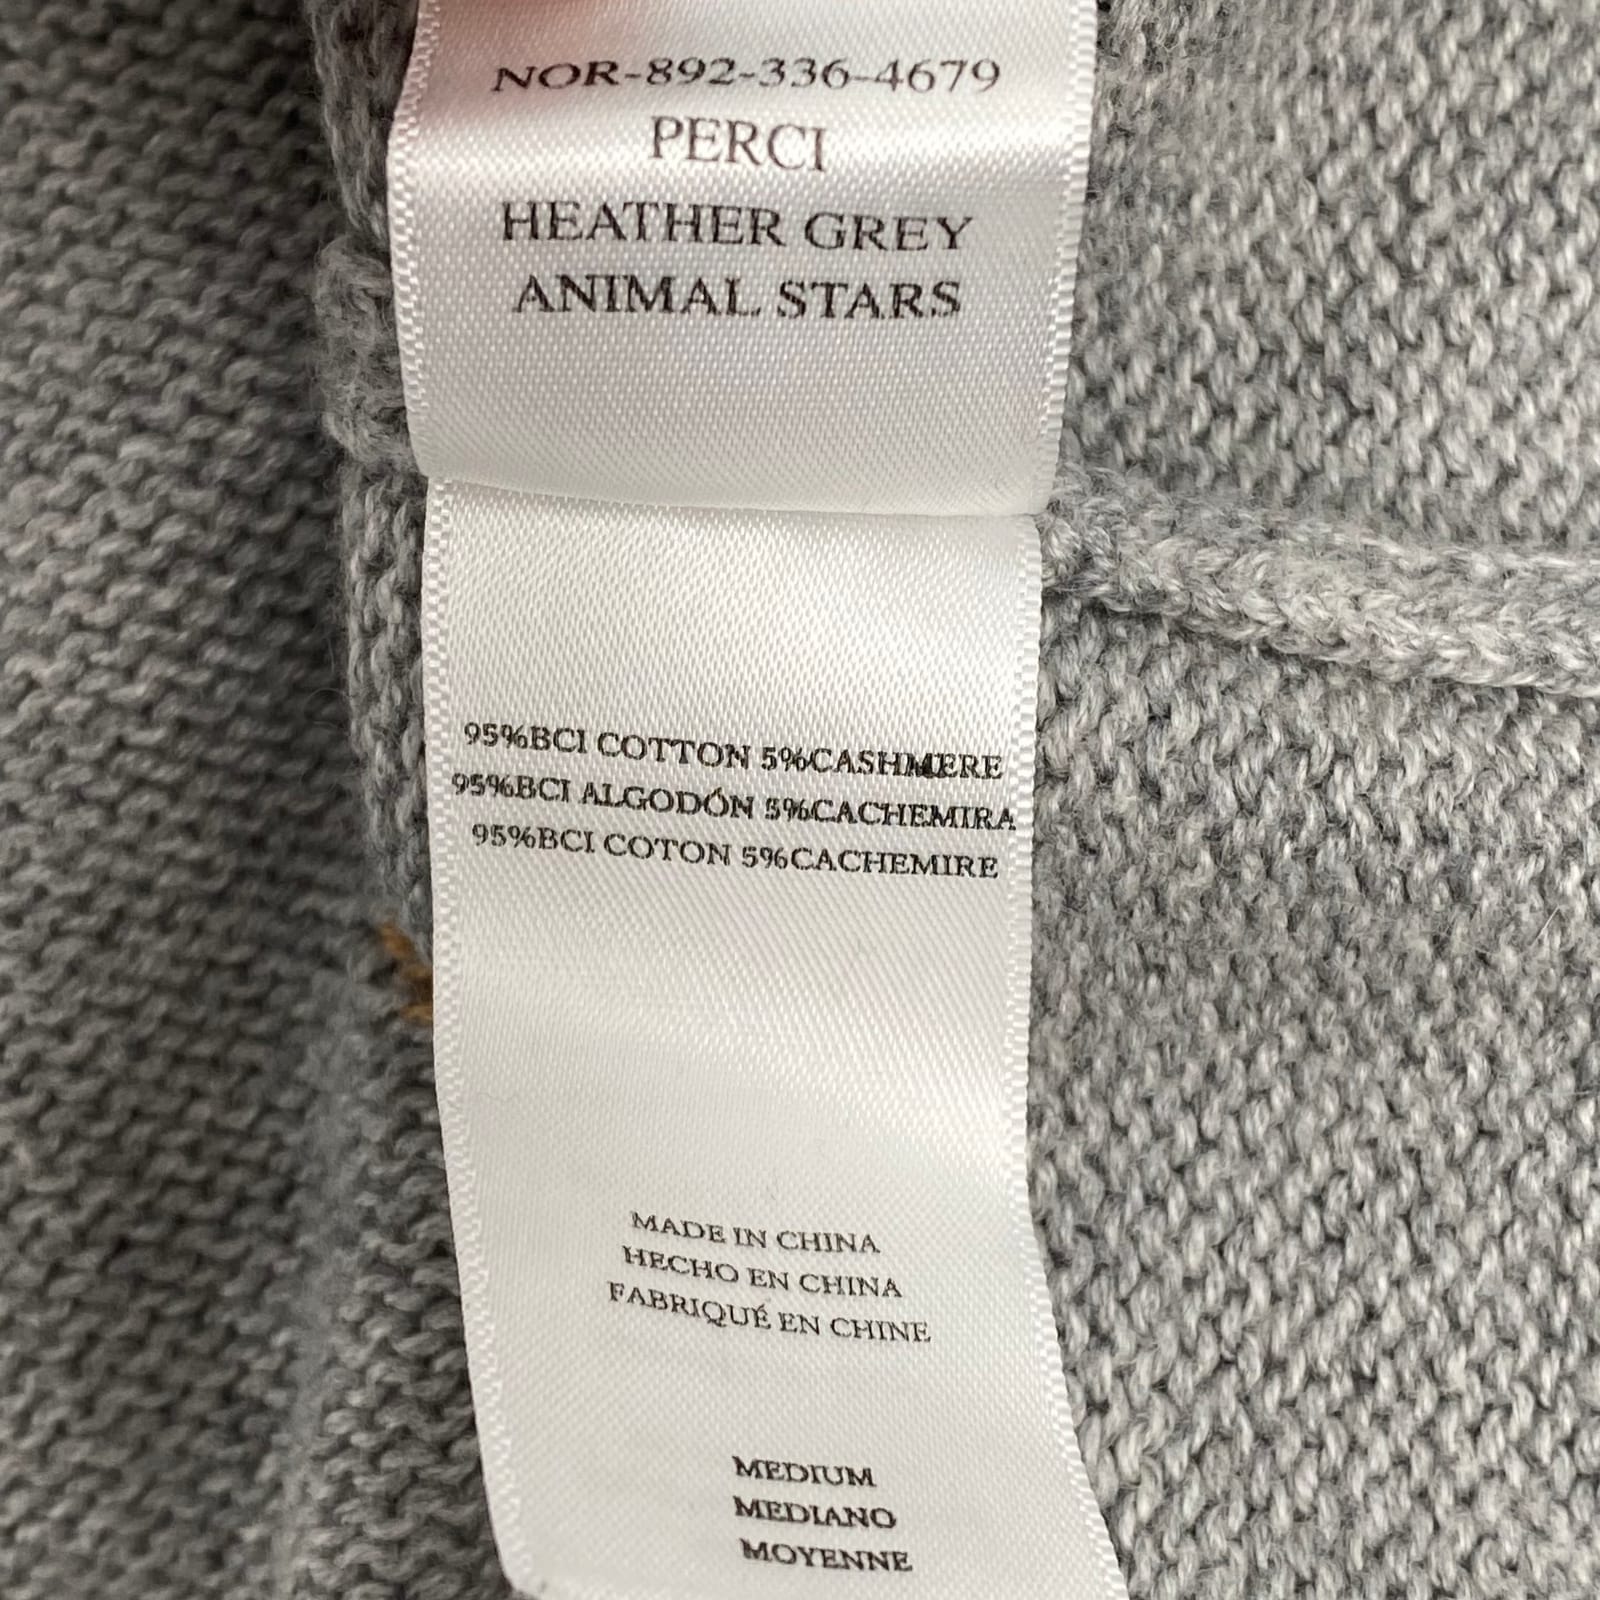 NOR-892-336-4679
PERCI
HEATHER GREY
ANIMAL STARS
95%BCI COTTON 5%CASHMERE
95%BCI ALGODÓN 5%CACHEMIRA
95%BCI COTON 5%CACHEMIRE
MADE IN CHINA
HECHO EN CHINA
FABRIQUÉ EN CHINE
MEDIUM
MEDIANO
MOYENNE